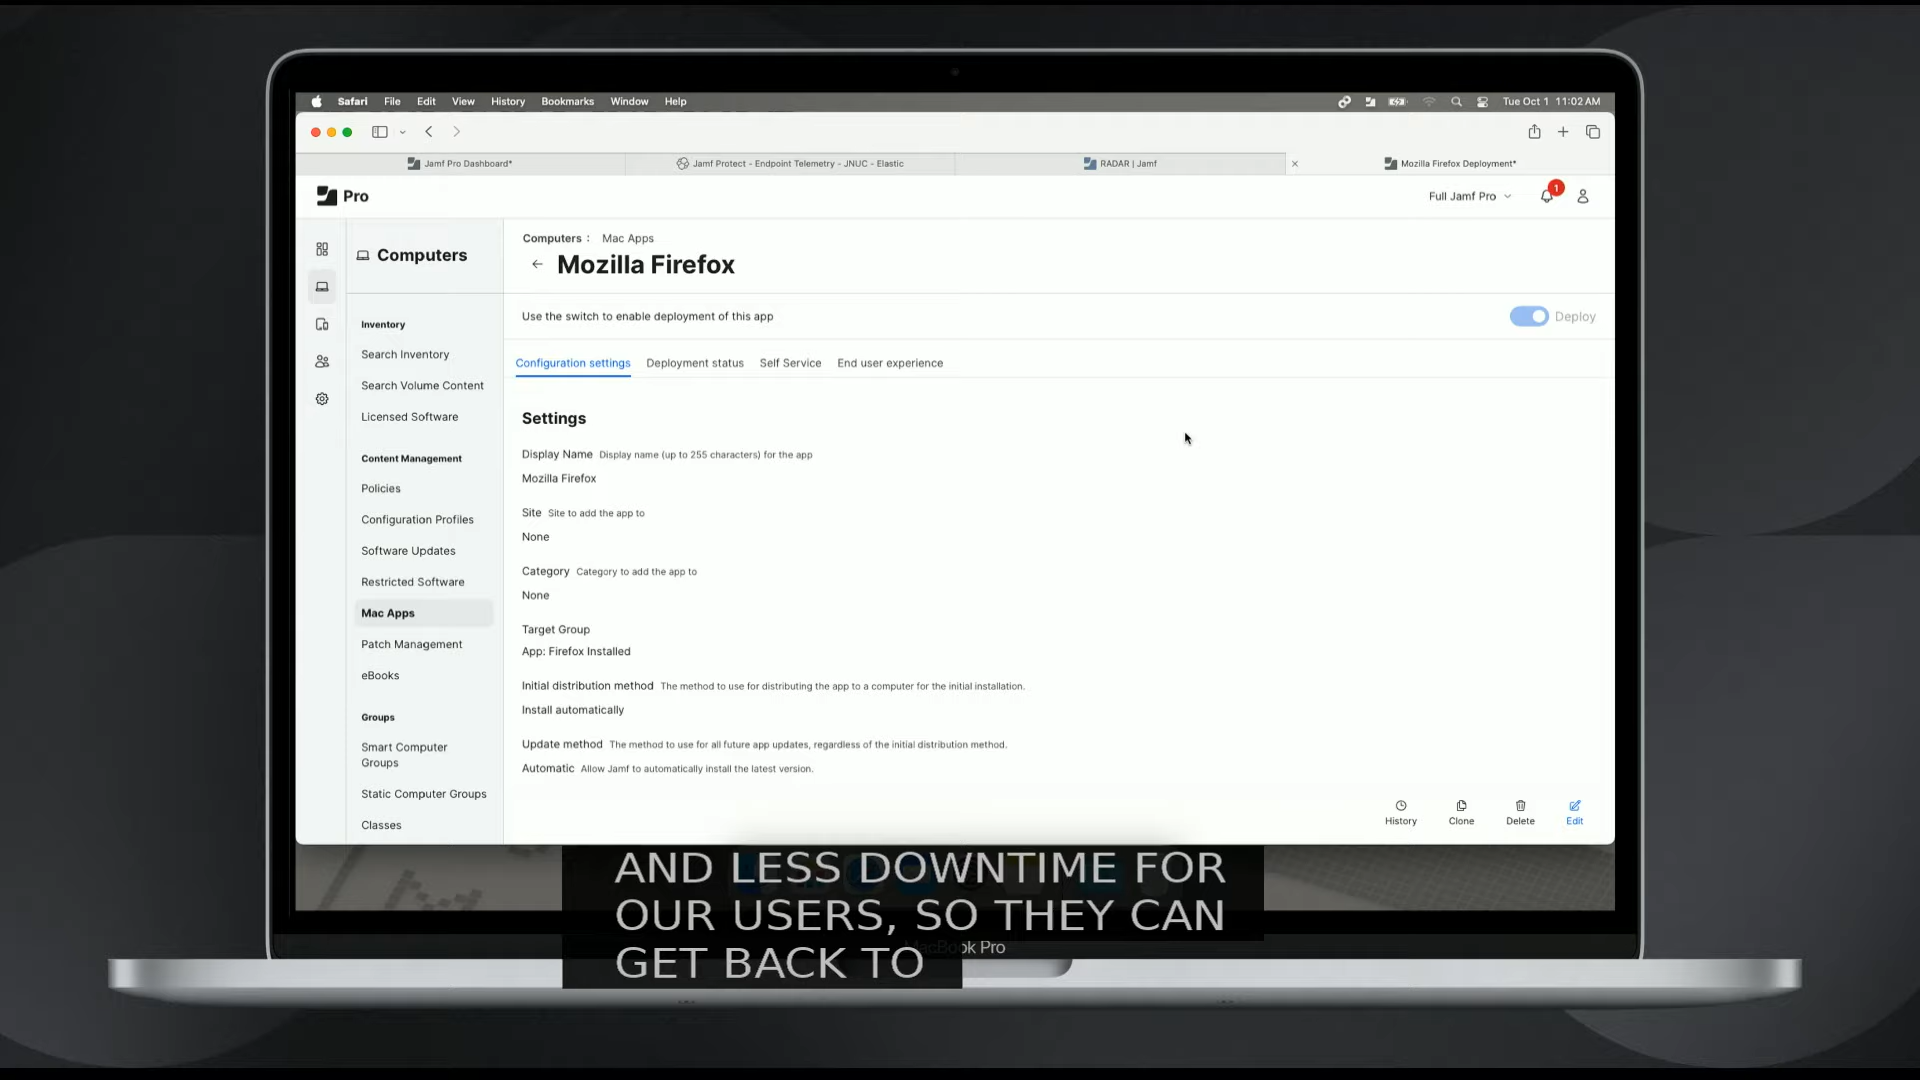 Safari File Edit View History Bookmarks Window Help
Tue Oct 1 11:02 AM
Jamf Pro Dashboard*
Jamf Protect - Endpoint Telemetry - JNUC - Elastic
RADAR | Jamf
Mozilla Firefox Deployment*
Pro
Full Jamf Pro
1
Computers
Inventory
Search Inventory
Search Volume Content
Licensed Software
Content Management
Policies
Configuration Profiles
Software Updates
Restricted Software
Mac Apps
Patch Management
eBooks
Groups
Smart Computer
Groups
Static Computer Groups
Classes
Computers : Mac Apps
Mozilla Firefox
Use the switch to enable deployment of this app
Deploy
Configuration settings Deployment status Self Service End user experience
Settings
Display Name Display name (up to 255 characters) for the app
Mozilla Firefox
Site Site to add the app to
None
Category Category to add the app to
None
Target Group
App: Firefox Installed
Initial distribution method The method to use for distributing the app to a computer for the initial installation.
Install automatically
Update method The method to use for all future app updates, regardless of the initial distribution method.
Automatic Allow Jamf to automatically install the latest version.
History Clone Delete Edit
AND LESS DOWNTIME FOR
OUR USERS, SO THEY CAN
GET BACK TO
MacBook Pro